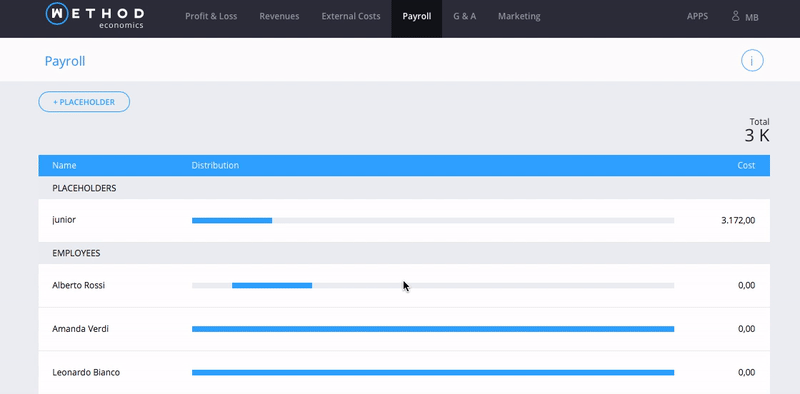 WETHOD
economics
Profit & Loss Revenues External Costs Payroll G & A Marketing APPS MB
Payroll
i
+ PLACEHOLDER
Total
3 K
Name Distribution Cost
PLACEHOLDERS
junior 3.172,00
EMPLOYEES
Alberto Rossi 0,00
Amanda Verdi 0,00
Leonardo Bianco 0,00